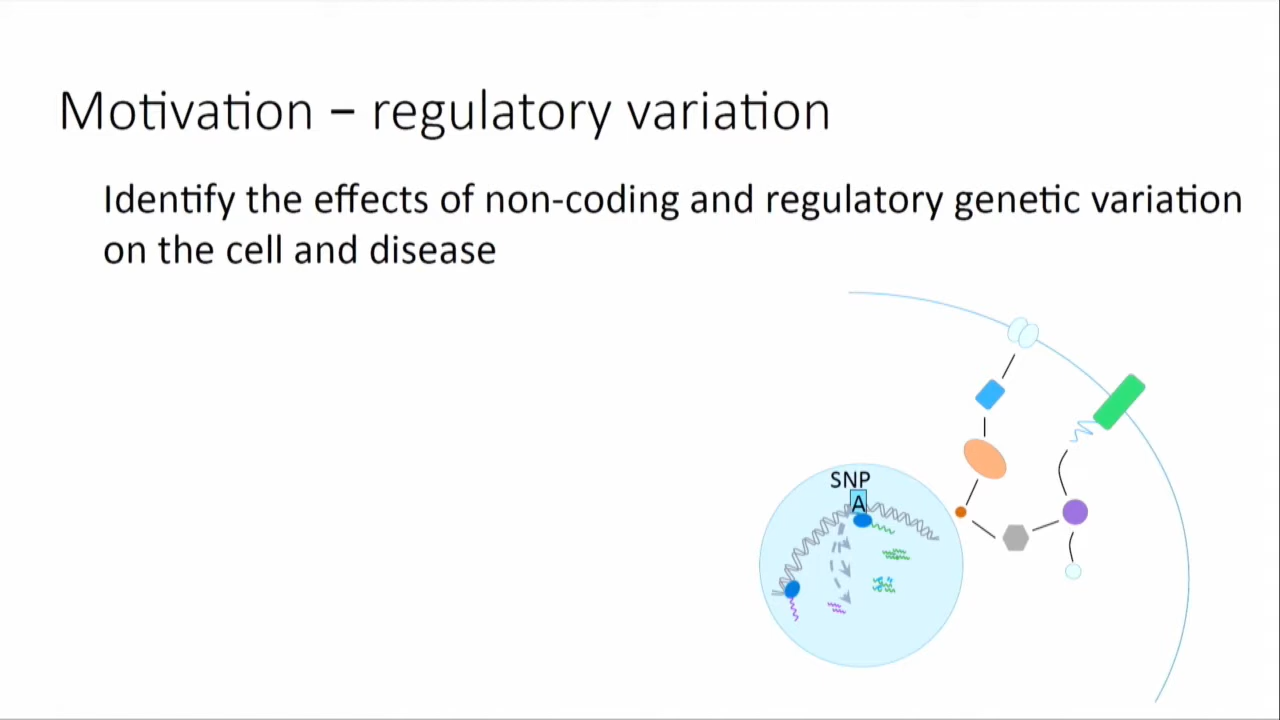 Motivation – regulatory variation
Identify the effects of non-coding and regulatory genetic variation
on the cell and disease
SNP
A